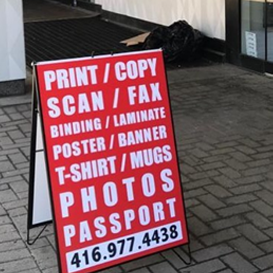 PRINT / COPY
SCAN / FAX
BINDING / LAMINATE
POSTER / BANNER
T-SHIRT / MUGS
PHOTOS
PASSPORT
416.977.4438